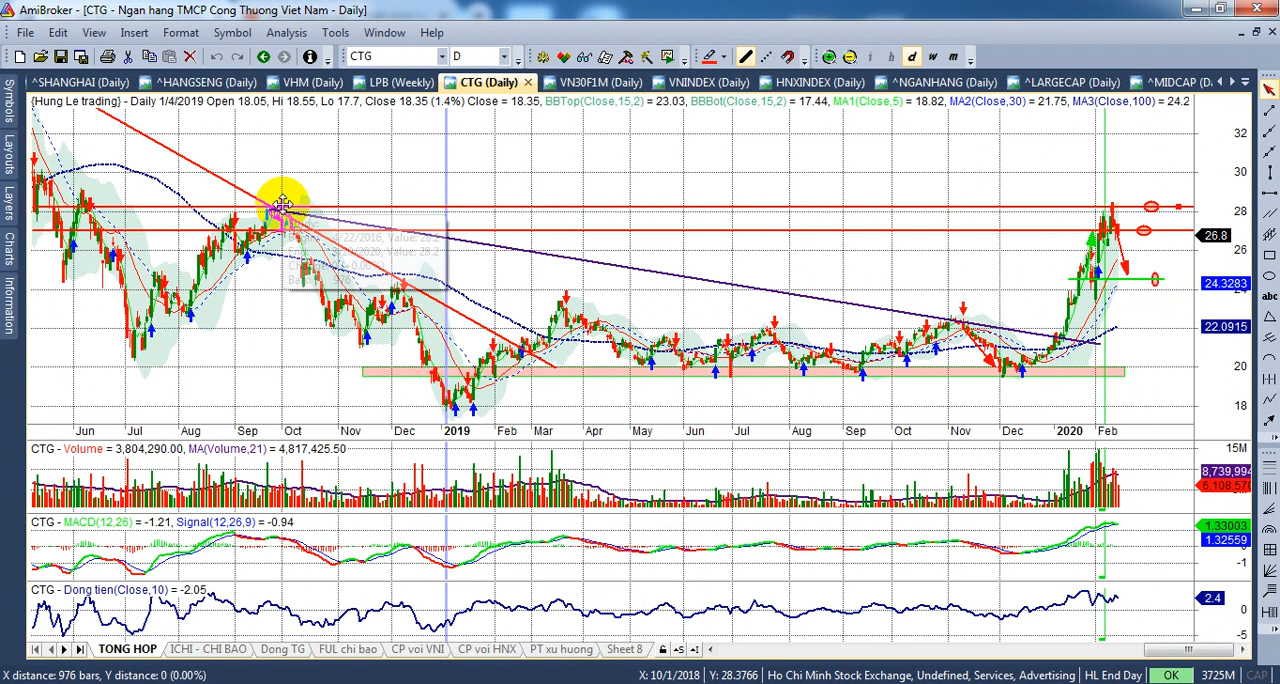 AmiBroker - [CTG - Ngan hang TMCP Cong Thuong Viet Nam - Daily]
File Edit View Insert Format Symbol Analysis Tools Window Help
CTG D i h d w m
^SHANGHAI (Daily) ^HANGSENG (Daily) VHM (Daily) LPB (Weekly) CTG (Daily) VN30F1M (Daily) VNINDEX (Daily) HNXINDEX (Daily) ^NGANHANG (Daily) ^LARGECAP (Daily) ^MIDCAP (D
{Hung Le trading} - Daily 1/4/2019 Open 18.05, Hi 18.55, Lo 17.7, Close 18.35 (1.4%) Close = 18.35, BBTop(Close,15,2) = 23.03, BBBot(Close,15,2) = 17.44, MA1(Close,5) = 18.82, MA2(Close,30) = 21.75, MA3(Close,100) = 24.2
Symbols
Layouts
Layers
Charts
Information
abc
32
30
28
26.8
26
24.3283
22.0915
20
18
Jun Jul Aug Sep Oct Nov Dec 2019 Feb Mar Apr May Jun Jul Aug Sep Oct Nov Dec 2020 Feb
CTG - Volume = 3,804,290.00, MA(Volume,21) = 4,817,425.50
15M
8,739,994
6,108,570
CTG - MACD(12,26) = -1.21, Signal(12,26,9) = -0.94
1.33003
1.32559
-1
CTG - Dong tien(Close,10) = -2.05
2.4
0
-5
TONG HOP ICHI - CHI BAO Dong TG FUL chi bao CP voi VNI CP voi HNX PT xu huong Sheet 8
X distance: 976 bars, Y distance: 0 (0.00%) X: 10/1/2018 Y: 28.3766 Ho Chi Minh Stock Exchange, Undefined, Services, Advertising HL End Day OK 3725M CAP